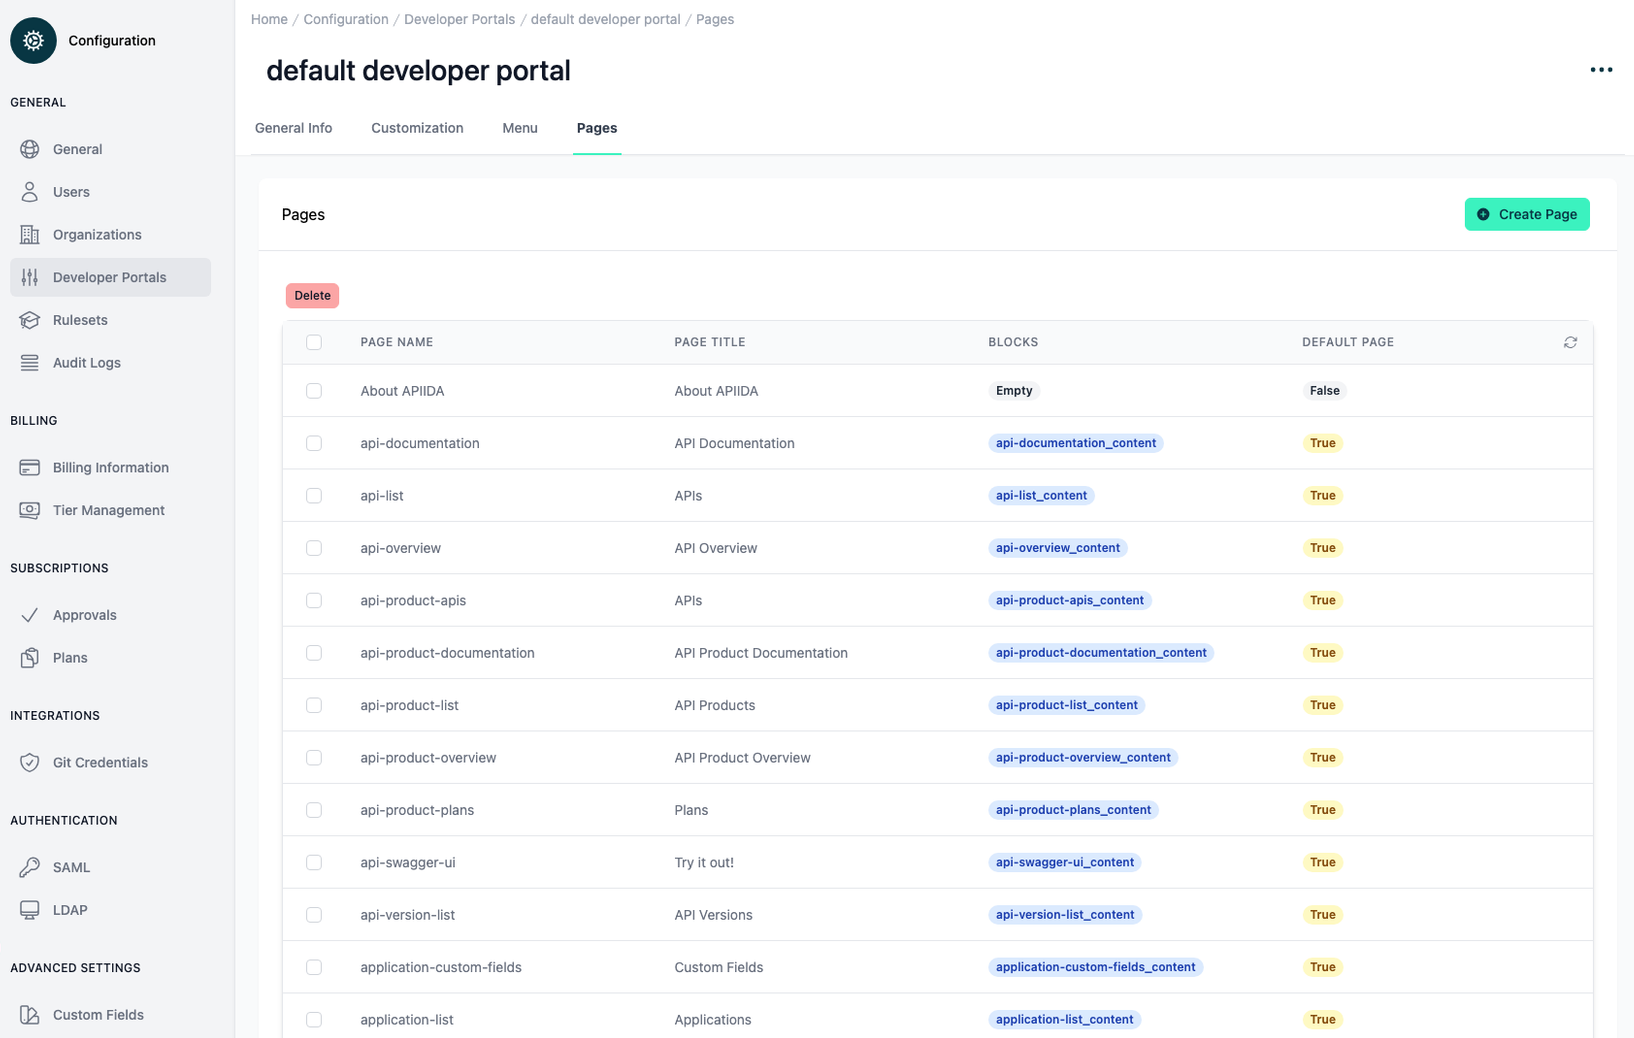 Configuration
GENERAL
General
Users
Organizations
Developer Portals
Rulesets
Audit Logs
BILLING
Billing Information
Tier Management
SUBSCRIPTIONS
Approvals
Plans
INTEGRATIONS
Git Credentials
AUTHENTICATION
SAML
LDAP
ADVANCED SETTINGS
Custom Fields
Home / Configuration / Developer Portals / default developer portal / Pages
default developer portal
General Info Customization Menu Pages
Pages
Create Page
Delete
PAGE NAME PAGE TITLE BLOCKS DEFAULT PAGE
About APIIDA About APIIDA Empty False
api-documentation API Documentation api-documentation_content True
api-list APIs api-list_content True
api-overview API Overview api-overview_content True
api-product-apis APIs api-product-apis_content True
api-product-documentation API Product Documentation api-product-documentation_content True
api-product-list API Products api-product-list_content True
api-product-overview API Product Overview api-product-overview_content True
api-product-plans Plans api-product-plans_content True
api-swagger-ui Try it out! api-swagger-ui_content True
api-version-list API Versions api-version-list_content True
application-custom-fields Custom Fields application-custom-fields_content True
application-list Applications application-list_content True